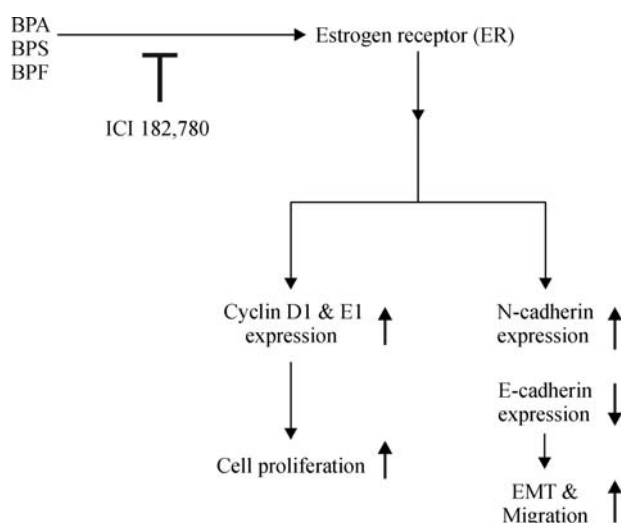 BPA
BPS
BPF
Estrogen receptor (ER)
ICI 182,780
Cyclin D1 & E1
expression
Cell proliferation
N-cadherin
expression
E-cadherin
expression
EMT &
Migration